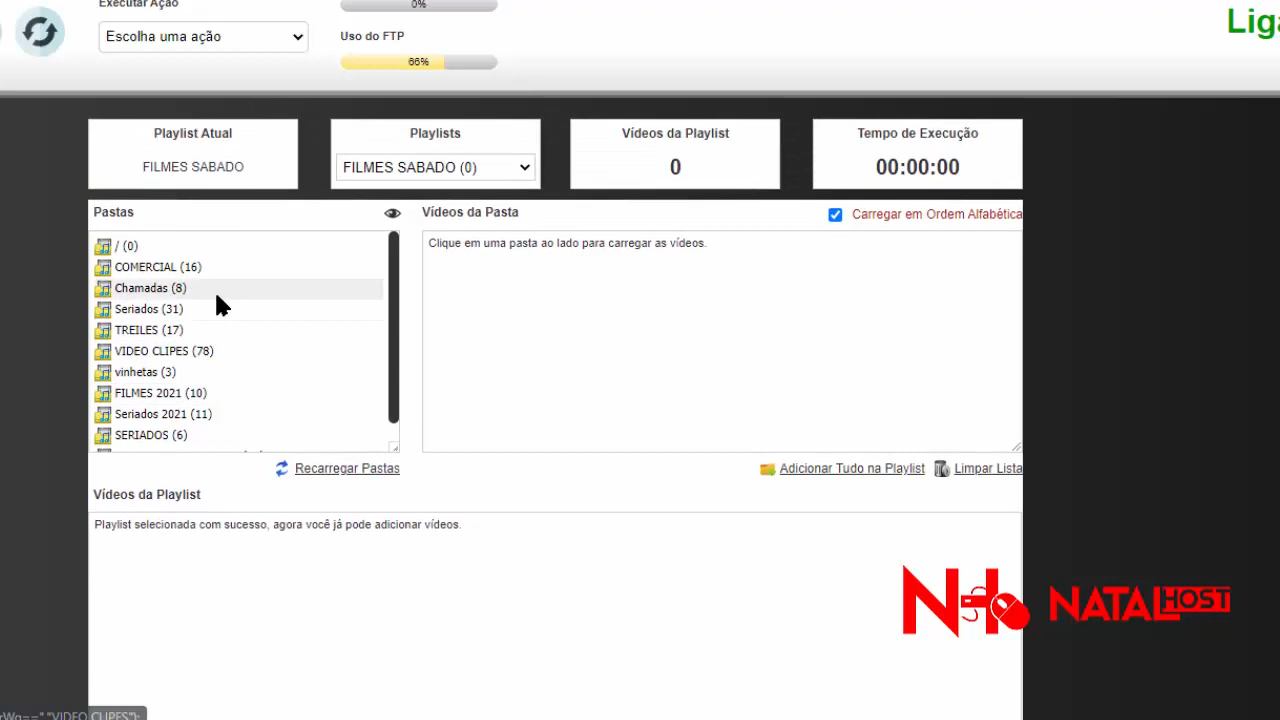 Executar Ação
Escolha uma ação
0%
Uso do FTP
66%
Playlist Atual
FILMES SABADO
Playlists
FILMES SABADO (0)
Vídeos da Playlist
0
Tempo de Execução
00:00:00
Pastas
/ (0)
COMERCIAL (16)
Chamadas (8)
Seriados (31)
TREILES (17)
VIDEO CLIPES (78)
vinhetas (3)
FILMES 2021 (10)
Seriados 2021 (11)
SERIADOS (6)
Recarregar Pastas
Vídeos da Pasta
Carregar em Ordem Alfabética
Clique em uma pasta ao lado para carregar as vídeos.
Adicionar Tudo na Playlist
Limpar Lista
Vídeos da Playlist
Playlist selecionada com sucesso, agora você já pode adicionar vídeos.
NATALHOST
"VIDEO CLIPES");